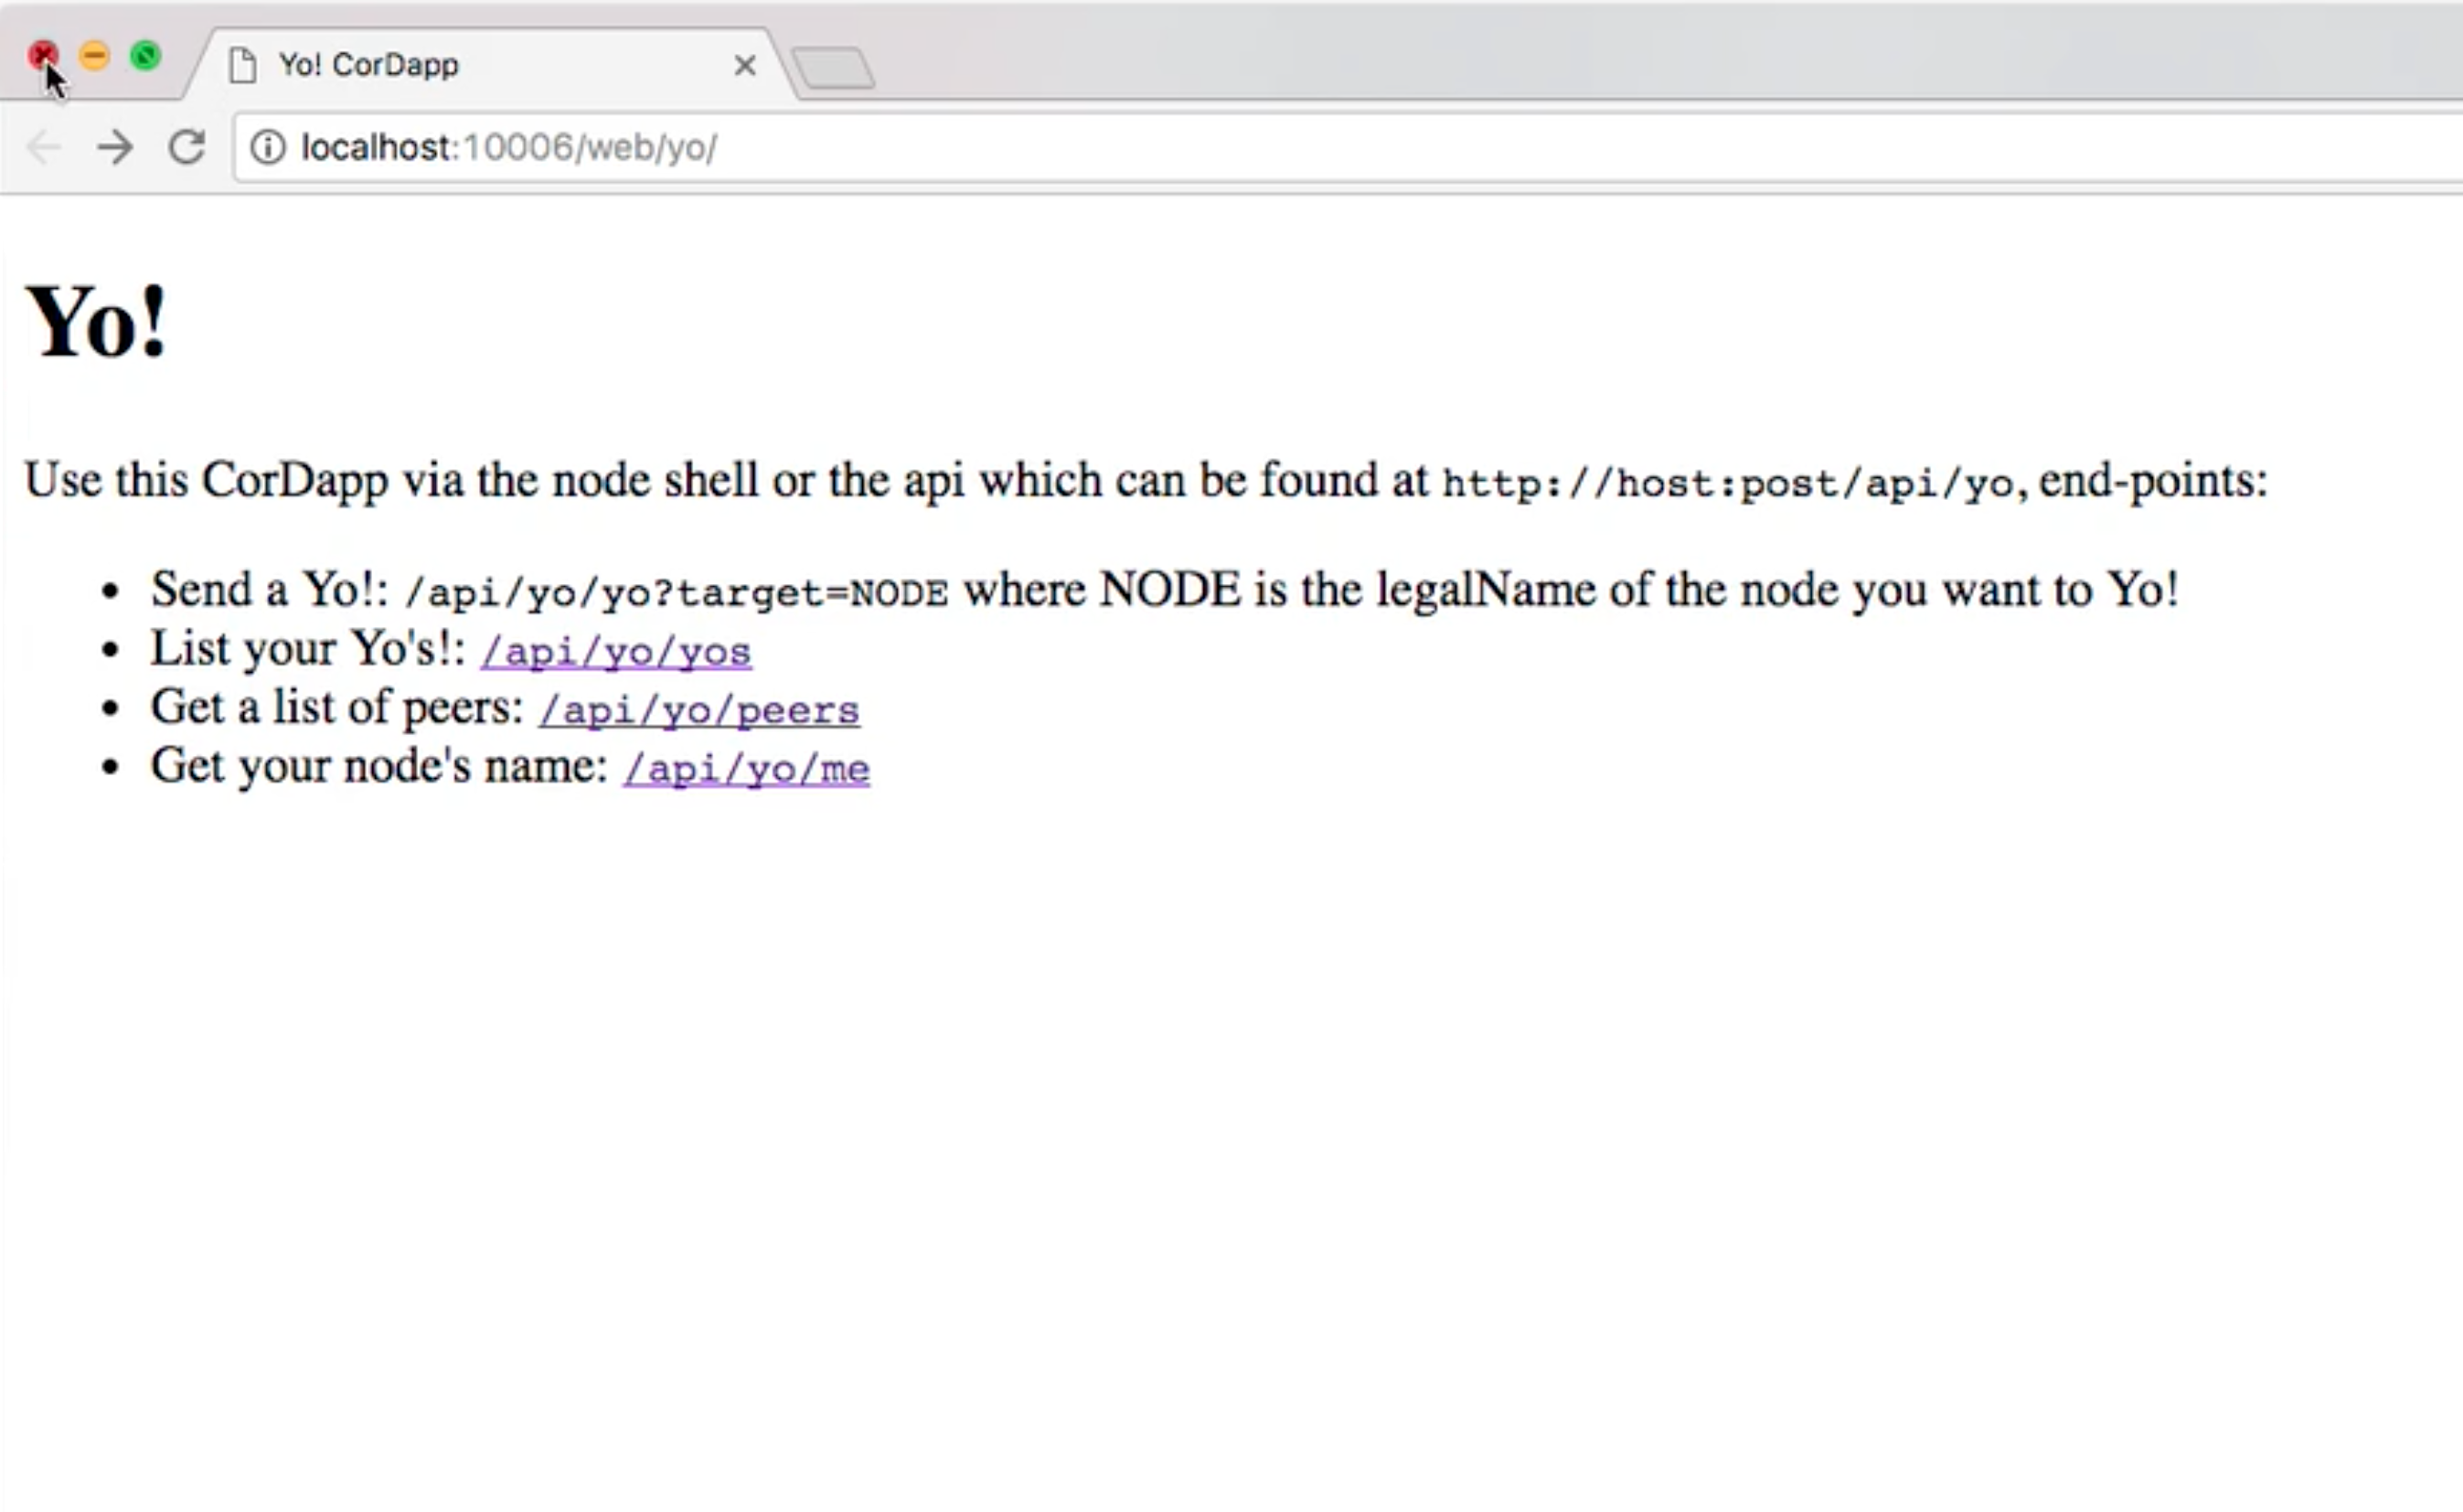 Yo! CorDapp
localhost:10006/web/yo/
Yo!
Use this CorDapp via the node shell or the api which can be found at http://host:post/api/yo, end-points:
• Send a Yo!: /api/yo/yo?target=NODE where NODE is the legalName of the node you want to Yo!
• List your Yo's!: /api/yo/yos
• Get a list of peers: /api/yo/peers
• Get your node's name: /api/yo/me